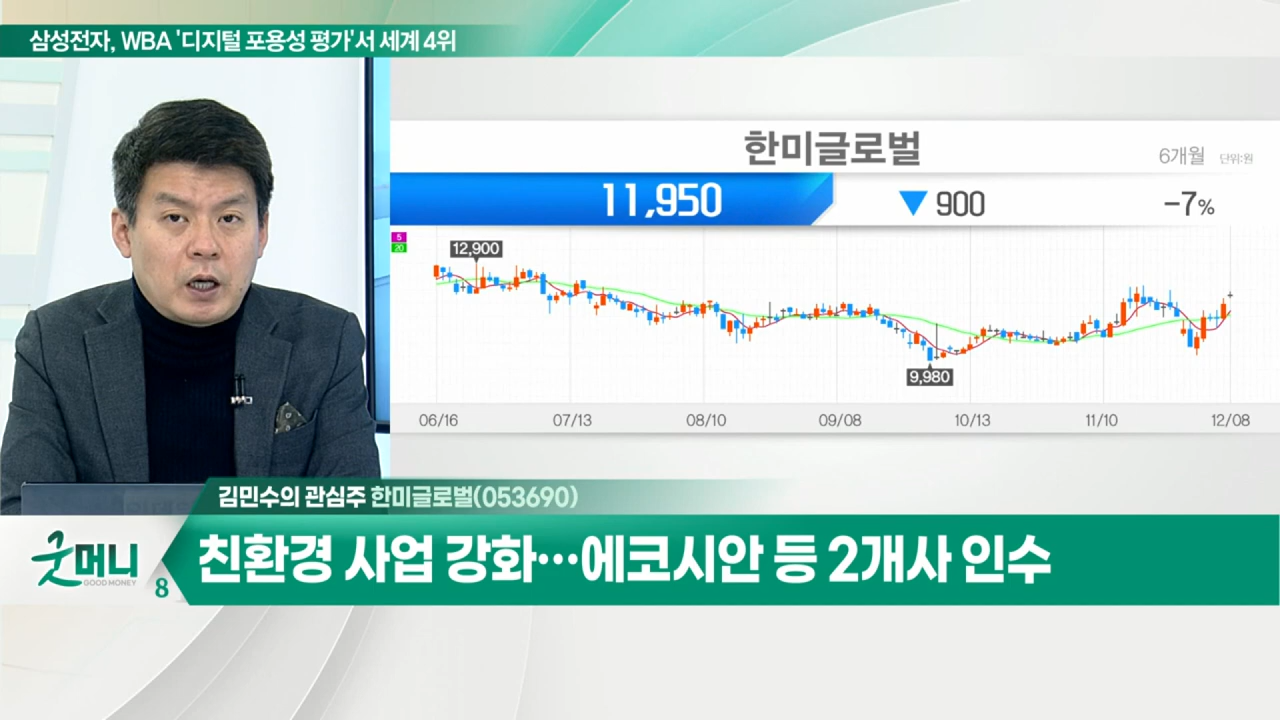 삼성전자, WBA '디지털 포용성 평가'서 세계 4위
한미글로벌
6개월 단위:원
11,950 ▼ 900 -7%
5
20
12,900
9,980
06/16 07/13 08/10 09/08 10/13 11/10 12/08
김민수의 관심주 한미글로벌(053690)
굿머니
GOOD MONEY
8
친환경 사업 강화…에코시안 등 2개사 인수